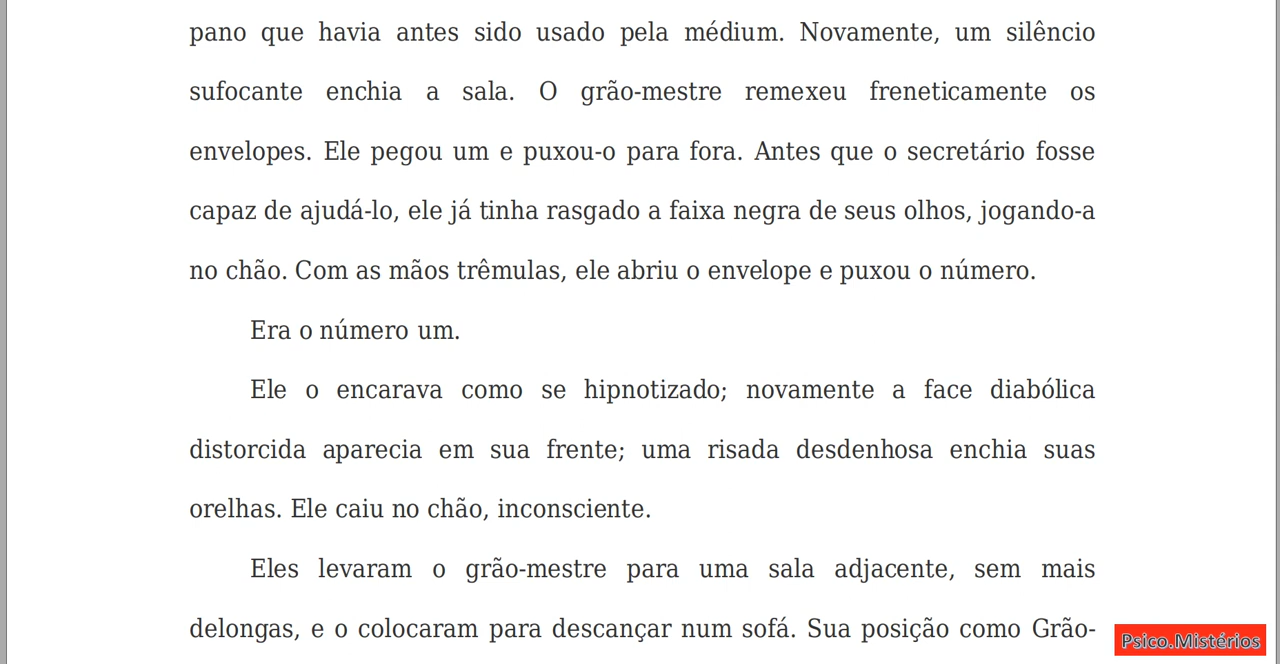 pano que havia antes sido usado pela médium. Novamente, um silêncio
sufocante enchia a sala. O grão-mestre remexeu freneticamente os
envelopes. Ele pegou um e puxou-o para fora. Antes que o secretário fosse
capaz de ajudá-lo, ele já tinha rasgado a faixa negra de seus olhos, jogando-a
no chão. Com as mãos trêmulas, ele abriu o envelope e puxou o número.
Era o número um.
Ele o encarava como se hipnotizado; novamente a face diabólica
distorcida aparecia em sua frente; uma risada desdenhosa enchia suas
orelhas. Ele caiu no chão, inconsciente.
Eles levaram o grão-mestre para uma sala adjacente, sem mais
delongas, e o colocaram para descançar num sofá. Sua posição como Grão-
Psico.Mistérios